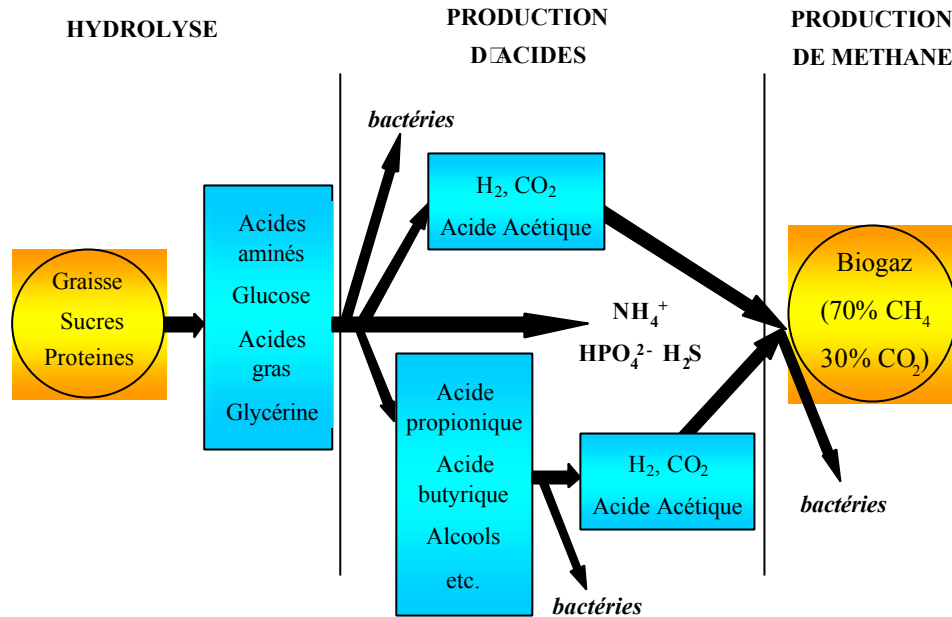 HYDROLYSE
PRODUCTION
D□ACIDES
PRODUCTION
DE METHANE
Graisse
Sucres
Proteines
Acides
aminés
Glucose
Acides
gras
Glycérine
bactéries
H₂, CO₂
Acide Acétique
NH₄⁺
HPO₄²⁻ H₂S
Acide
propionique
Acide
butyrique
Alcools
etc.
H₂, CO₂
Acide Acétique
bactéries
Biogaz
(70% CH₄
30% CO₂)
bactéries